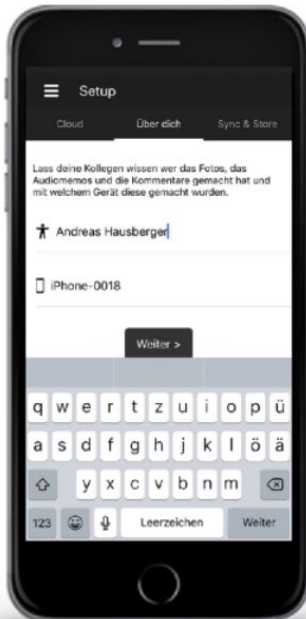 Setup
Cloud Über dich Sync & Store
Lass deine Kollegen wissen wer das Fotos, das
Audiomemos und die Kommentare gemacht hat und
mit welchem Gerät diese gemacht wurden.
Andreas Hausberger
iPhone-0018
Weiter >
q w e r t z u i o p ü
a s d f g h j k l ö ä
y x c v b n m
123 Leerzeichen Weiter